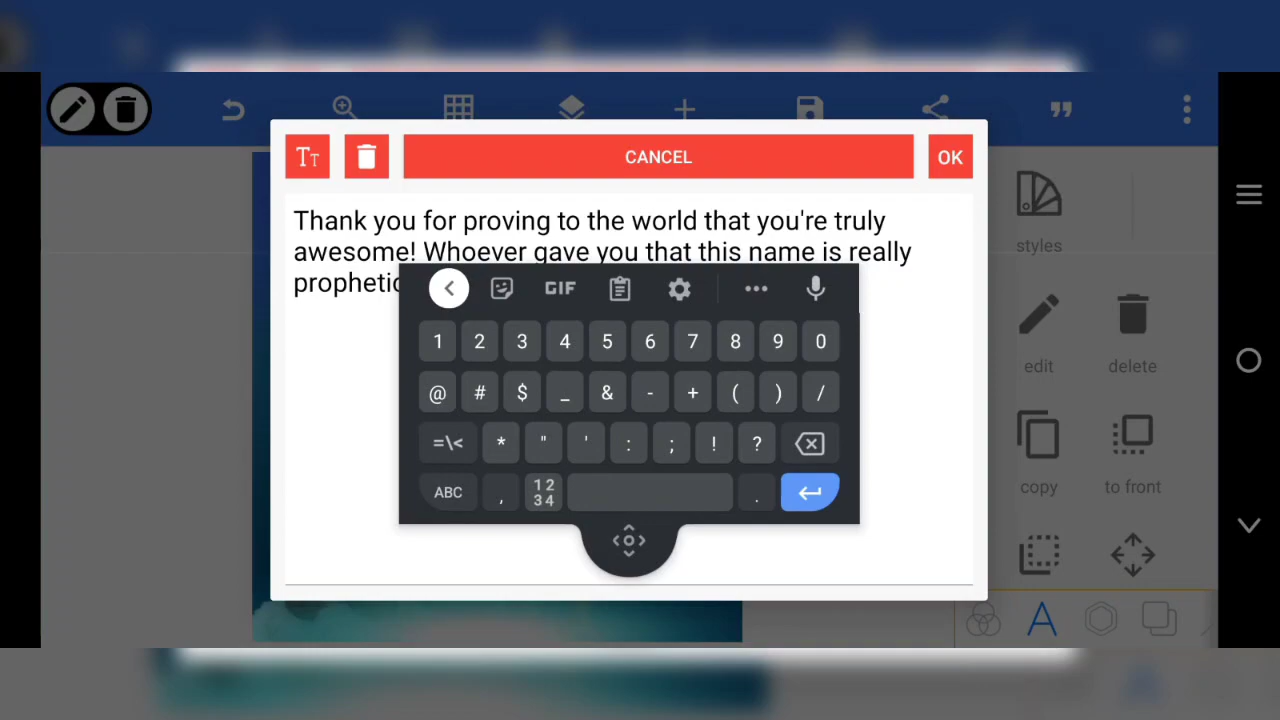 CANCEL
OK
Thank you for proving to the world that you're truly
awesome! Whoever gave you that this name is really
prophetic
styles
edit
delete
copy
to front
GIF
1 2 3 4 5 6 7 8 9 0
@ # $ _ & - + ( ) /
=\< * " ' : ; ! ?
ABC , 12 34 .